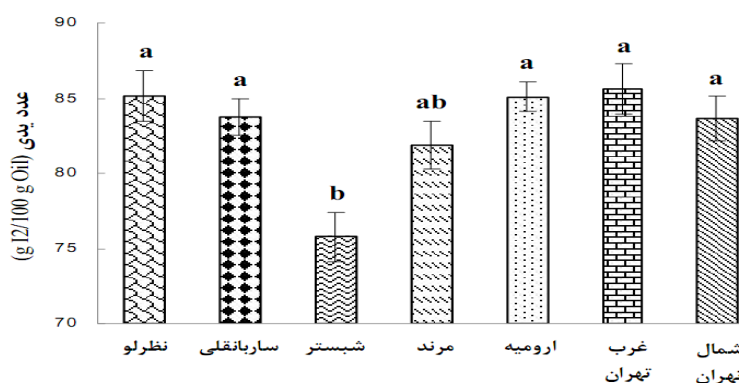 90
85
80
75
70
عدد یدی (g I2/100 g Oil)
a
a
b
ab
a
a
a
نظرلو
ساربانقلی
شبستر
مرند
ارومیه
غرب
تهران
شمال
تهران